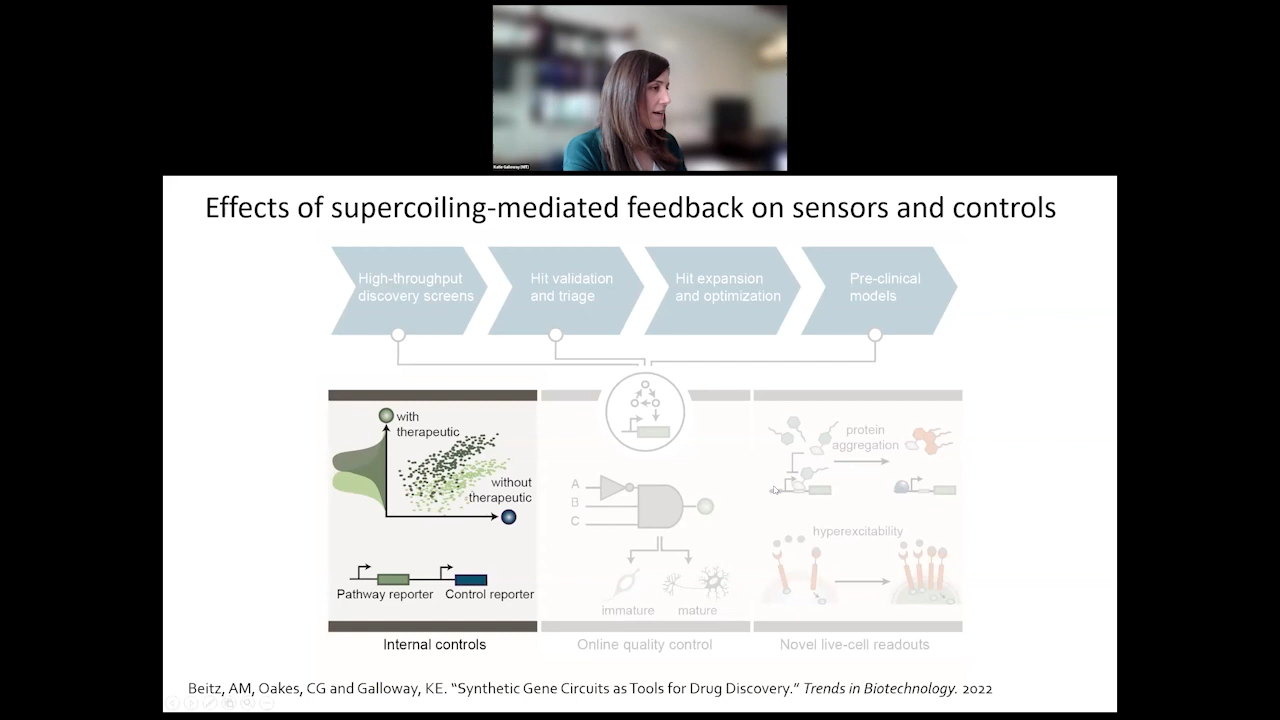 Katie Galloway (MIT)
Effects of supercoiling-mediated feedback on sensors and controls
High-throughput
discovery screens
Hit validation
and triage
Hit expansion
and optimization
Pre-clinical
models
with
therapeutic
without
therapeutic
Pathway reporter
Control reporter
Internal controls
A
B
C
immature
mature
Online quality control
protein
aggregation
hyperexcitability
Novel live-cell readouts
Beitz, AM, Oakes, CG and Galloway, KE. “Synthetic Gene Circuits as Tools for Drug Discovery.” Trends in Biotechnology. 2022